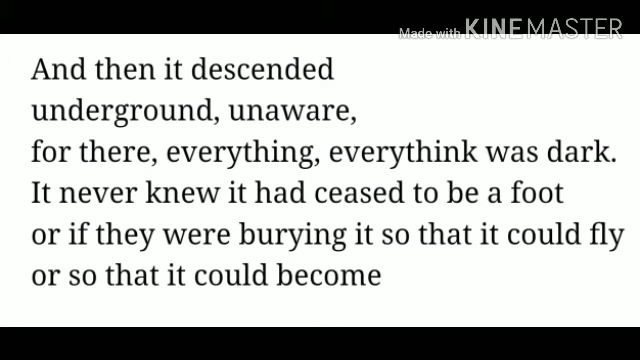 Made with KINEMASTER
And then it descended
underground, unaware,
for there, everything, everythink was dark.
It never knew it had ceased to be a foot
or if they were burying it so that it could fly
or so that it could become